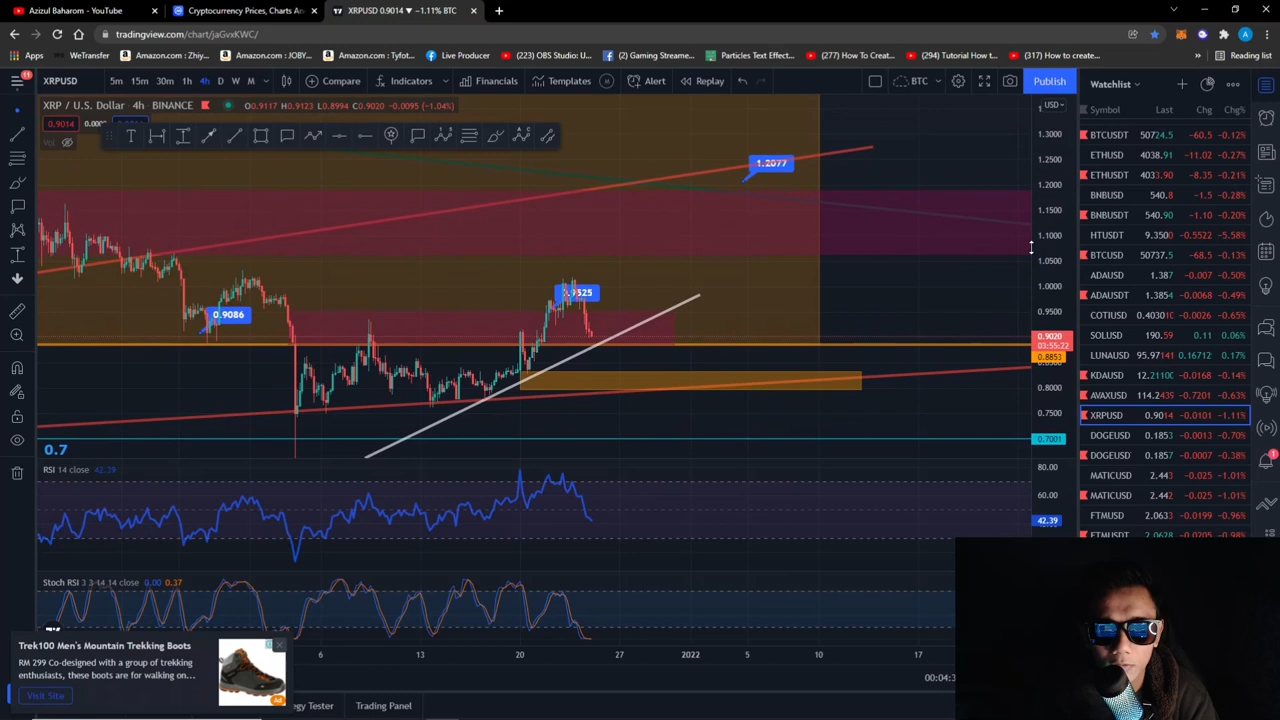 Azizul Baharom - YouTube
Cryptocurrency Prices, Charts An
XRPUSD 0.9014 ▼ −1.11% BTC
tradingview.com/chart/jaGvxKWC/
Apps
WeTransfer
Amazon.com : Zhiy...
Amazon.com : JOBY...
Amazon.com : Tyfot...
Live Producer
(223) OBS Studio: U...
(2) Gaming Streame...
Particles Text Effect...
(277) How To Creat...
(294) Tutorial How t...
(317) How to create...
»
Reading list
11
XRPUSD
5m 15m 30m 1h 4h D W M
Compare
Indicators
Financials
Templates
Alert
Replay
BTC
Publish
Watchlist
XRP / U.S. Dollar · 4h · BINANCE
O0.9117 H0.9123 L0.8994 C0.9020 −0.0095 (−1.04%)
USD
Symbol Last Chg Chg%
0.9014
Vol
BTCUSDT 50724.5 −60.5 −0.12%
ETHUSD 4038.91 −11.02 −0.27%
ETHUSDT 4033.90 −8.35 −0.21%
BNBUSD 540.8 −1.5 −0.28%
BNBUSDT 540.90 −1.10 −0.20%
HTUSDT 9.3500 −0.5522 −5.58%
BTCUSD 50737.5 −68.5 −0.13%
ADAUSD 1.387 −0.007 −0.50%
ADAUSDT 1.3854 −0.0068 −0.49%
COTIUSD 0.40301 −0.0026 −0.65%
SOLUSD 190.59 0.11 0.06%
LUNAUSD 95.97141 0.16712 0.17%
KDAUSD 12.2110 −0.0168 −0.14%
AVAXUSD 114.2439 −0.7201 −0.63%
XRPUSD 0.9014 −0.0101 −1.11%
DOGEUSD 0.1853 −0.0013 −0.70%
DOGEUSD 0.1857 −0.0007 −0.38%
MATICUSD 2.443 −0.025 −1.01%
MATICUSD 2.442 −0.025 −1.01%
FTMUSD 2.0633 −0.0199 −0.96%
FTMUSDT 2.0628 −0.0205 −0.98%
1.3000
1.2500
1.2000
1.1500
1.1000
1.0500
1.0000
0.9500
0.9020
03:55:22
0.8853
0.8000
0.7500
0.7001
1.2077
0.9086
0.7
RSI 14 close 42.39
80.00
60.00
42.39
Stoch RSI 3 3 14 14 close 0.00 0.37
6 13 20 27 2022 5 10 17
Trek100 Men's Mountain Trekking Boots
RM 299 Co-designed with a group of trekking
enthusiasts, these boots are for walking on...
Visit Site
Ad
egy Tester
Trading Panel
00:04:3